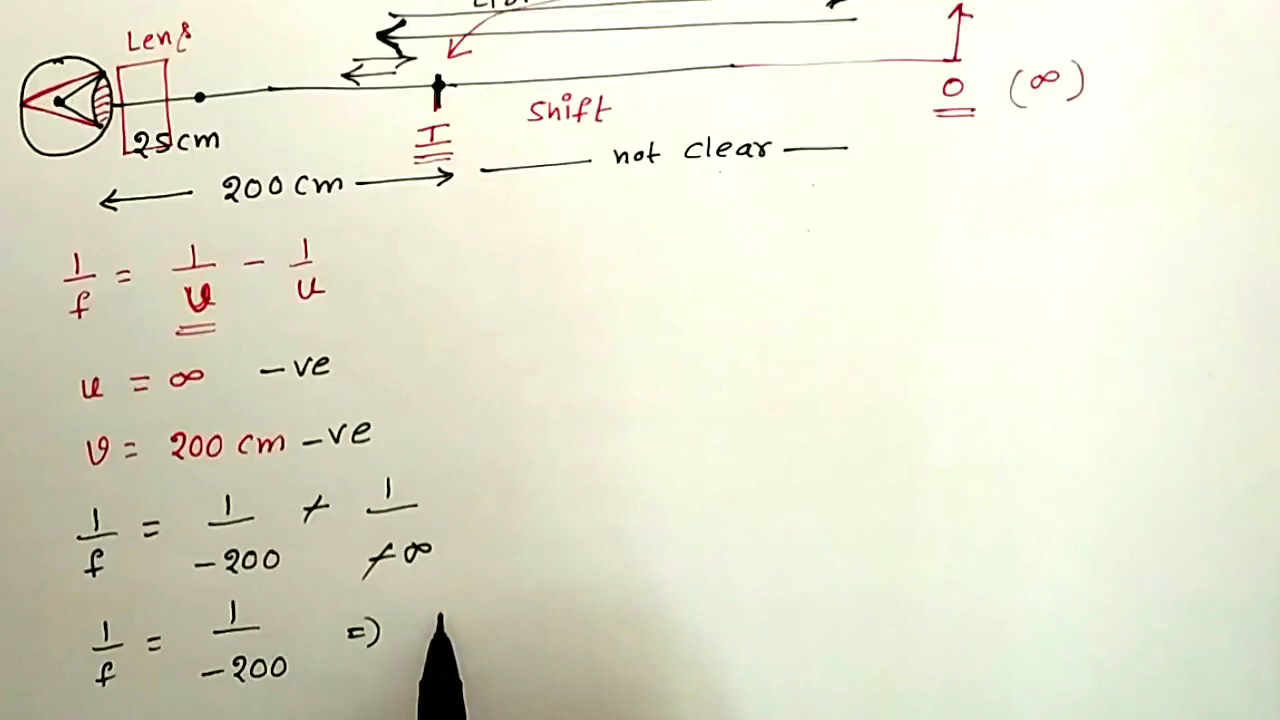 Lens
25cm
I
shift
O (∞)
200 cm
not clear
1/f = 1/v - 1/u
u = ∞ -ve
v = 200 cm -ve
1/f = 1/-200 + 1/+∞
1/f = 1/-200 =>